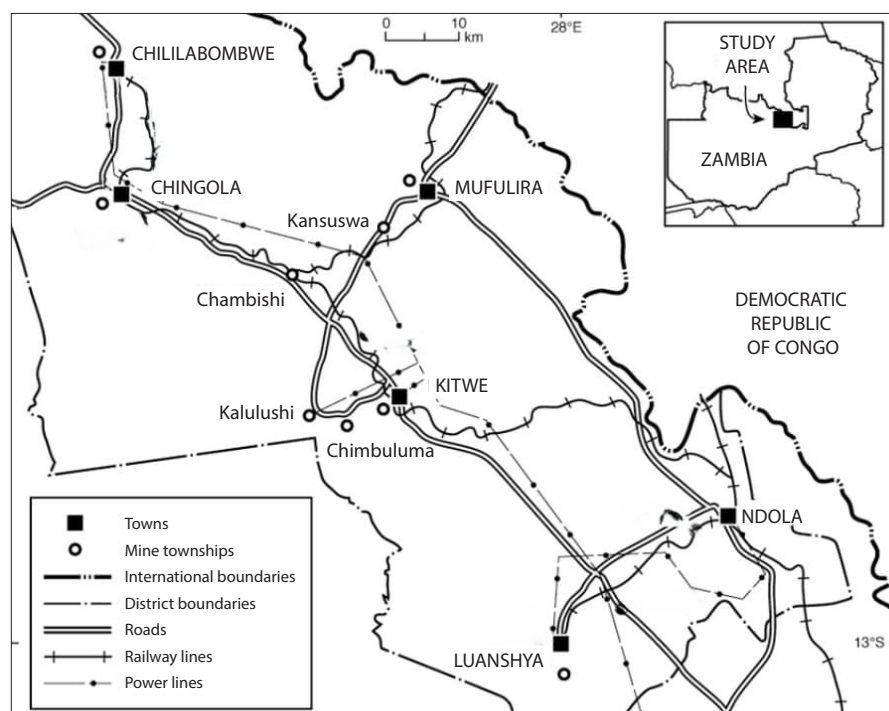 0 10
km
28°E
CHILILABOMBWE
STUDY
AREA
ZAMBIA
CHINGOLA
MUFULIRA
Kansuswa
Chambishi
DEMOCRATIC
REPUBLIC
OF CONGO
KITWE
Kalulushi
Chimbuluma
NDOLA
LUANSHYA
13°S
Towns
Mine townships
International boundaries
District boundaries
Roads
Railway lines
Power lines